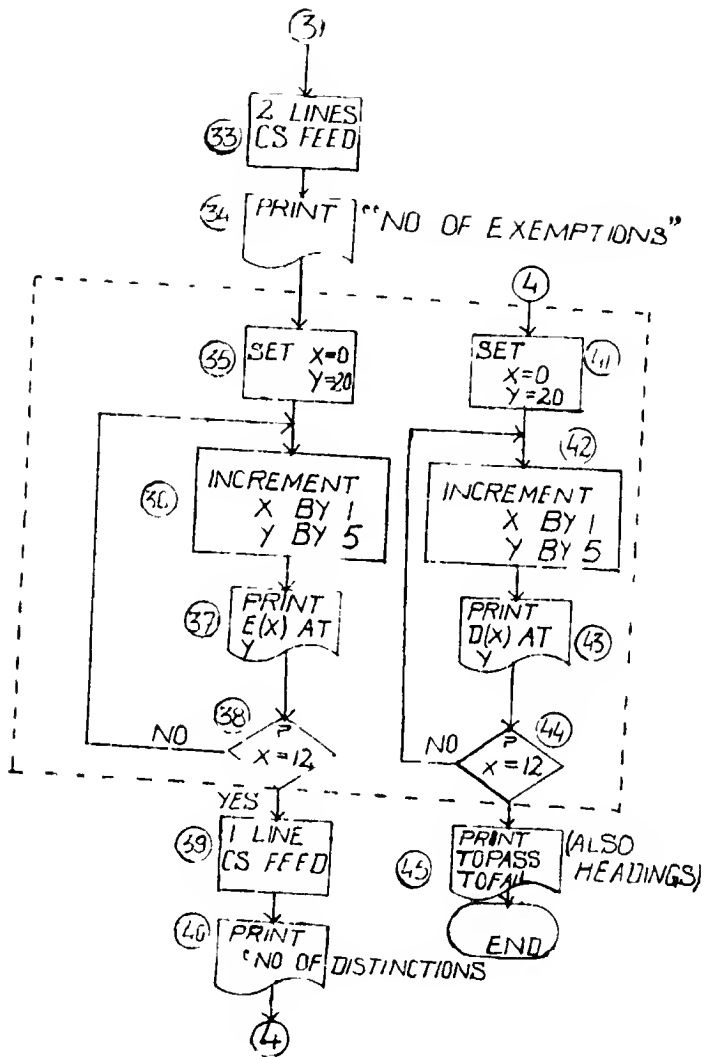 3
2 LINES
CS FEED
33
34
PRINT "NO OF EXEMPTIONS"
35
SET X=0
Y=20
36
INCREMENT
X BY 1
Y BY 5
37
PRINT
E(X) AT
Y
38
?
X=12
NO
YES
39
1 LINE
CS FEED
40
PRINT
"NO OF DISTINCTIONS
4
4
SET
X=0
Y=20
41
42
INCREMENT
X BY 1
Y BY 5
PRINT
D(X) AT
Y
43
44
?
X=12
NO
PRINT
TOPASS
TOFAIL
(ALSO
HEADINGS)
45
END